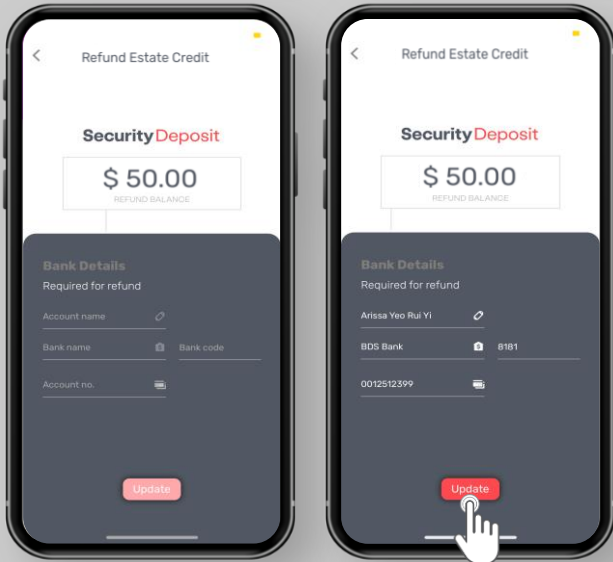 Refund Estate Credit
SecurityDeposit
$ 50.00
REFUND BALANCE
Bank Details
Required for refund
Account name
Bank name Bank code
Account no.
Update
Refund Estate Credit
SecurityDeposit
$ 50.00
REFUND BALANCE
Bank Details
Required for refund
Arissa Yeo Rui Yi
BDS Bank 8181
0012512399
Update